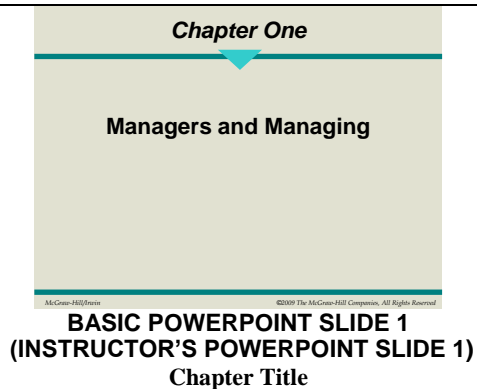 Chapter One
Managers and Managing
McGraw-Hill/Irwin ©2009 The McGraw-Hill Companies, All Rights Reserved
BASIC POWERPOINT SLIDE 1
(INSTRUCTOR'S POWERPOINT SLIDE 1)
Chapter Title